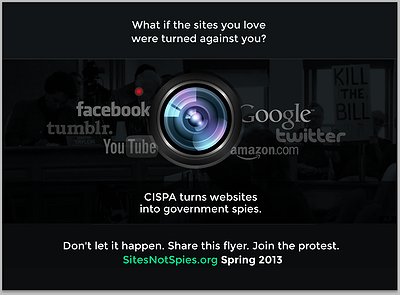 What if the sites you love
were turned against you?
facebook
Google
KILL
THE
BILL
tumblr.
twitter
YouTube
amazon.com
CISPA turns websites
into government spies.
Don't let it happen. Share this flyer. Join the protest.
SitesNotSpies.org Spring 2013